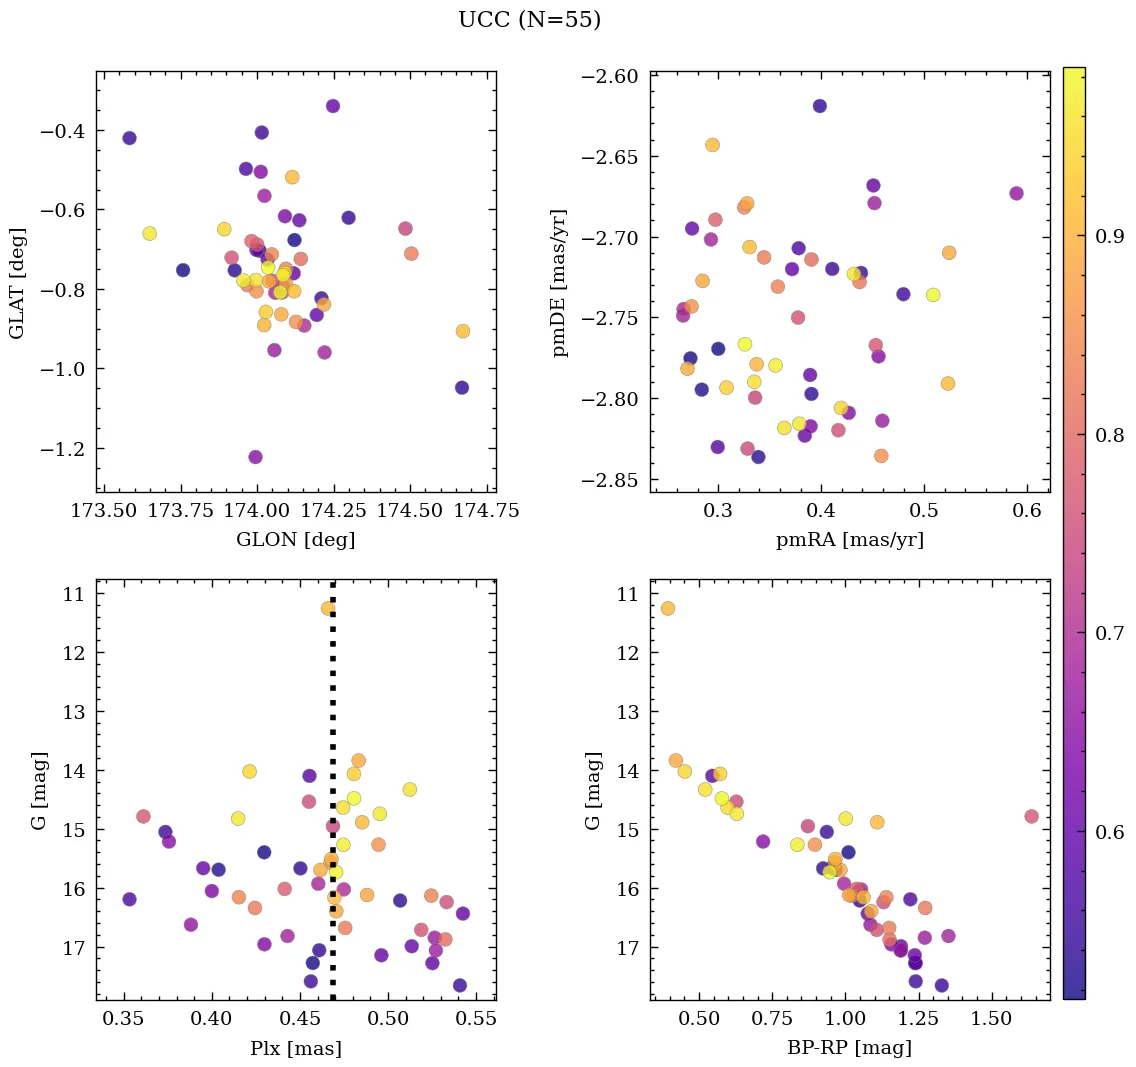 UCC (N=55)
−0.4
−0.6
−0.8
−1.0
−1.2
GLAT [deg]
173.50 173.75 174.00 174.25 174.50 174.75
GLON [deg]
−2.60
−2.65
−2.70
−2.75
−2.80
−2.85
pmDE [mas/yr]
0.3 0.4 0.5 0.6
pmRA [mas/yr]
11
12
13
14
15
16
17
G [mag]
0.35 0.40 0.45 0.50 0.55
Plx [mas]
11
12
13
14
15
16
17
G [mag]
0.50 0.75 1.00 1.25 1.50
BP-RP [mag]
0.9
0.8
0.7
0.6